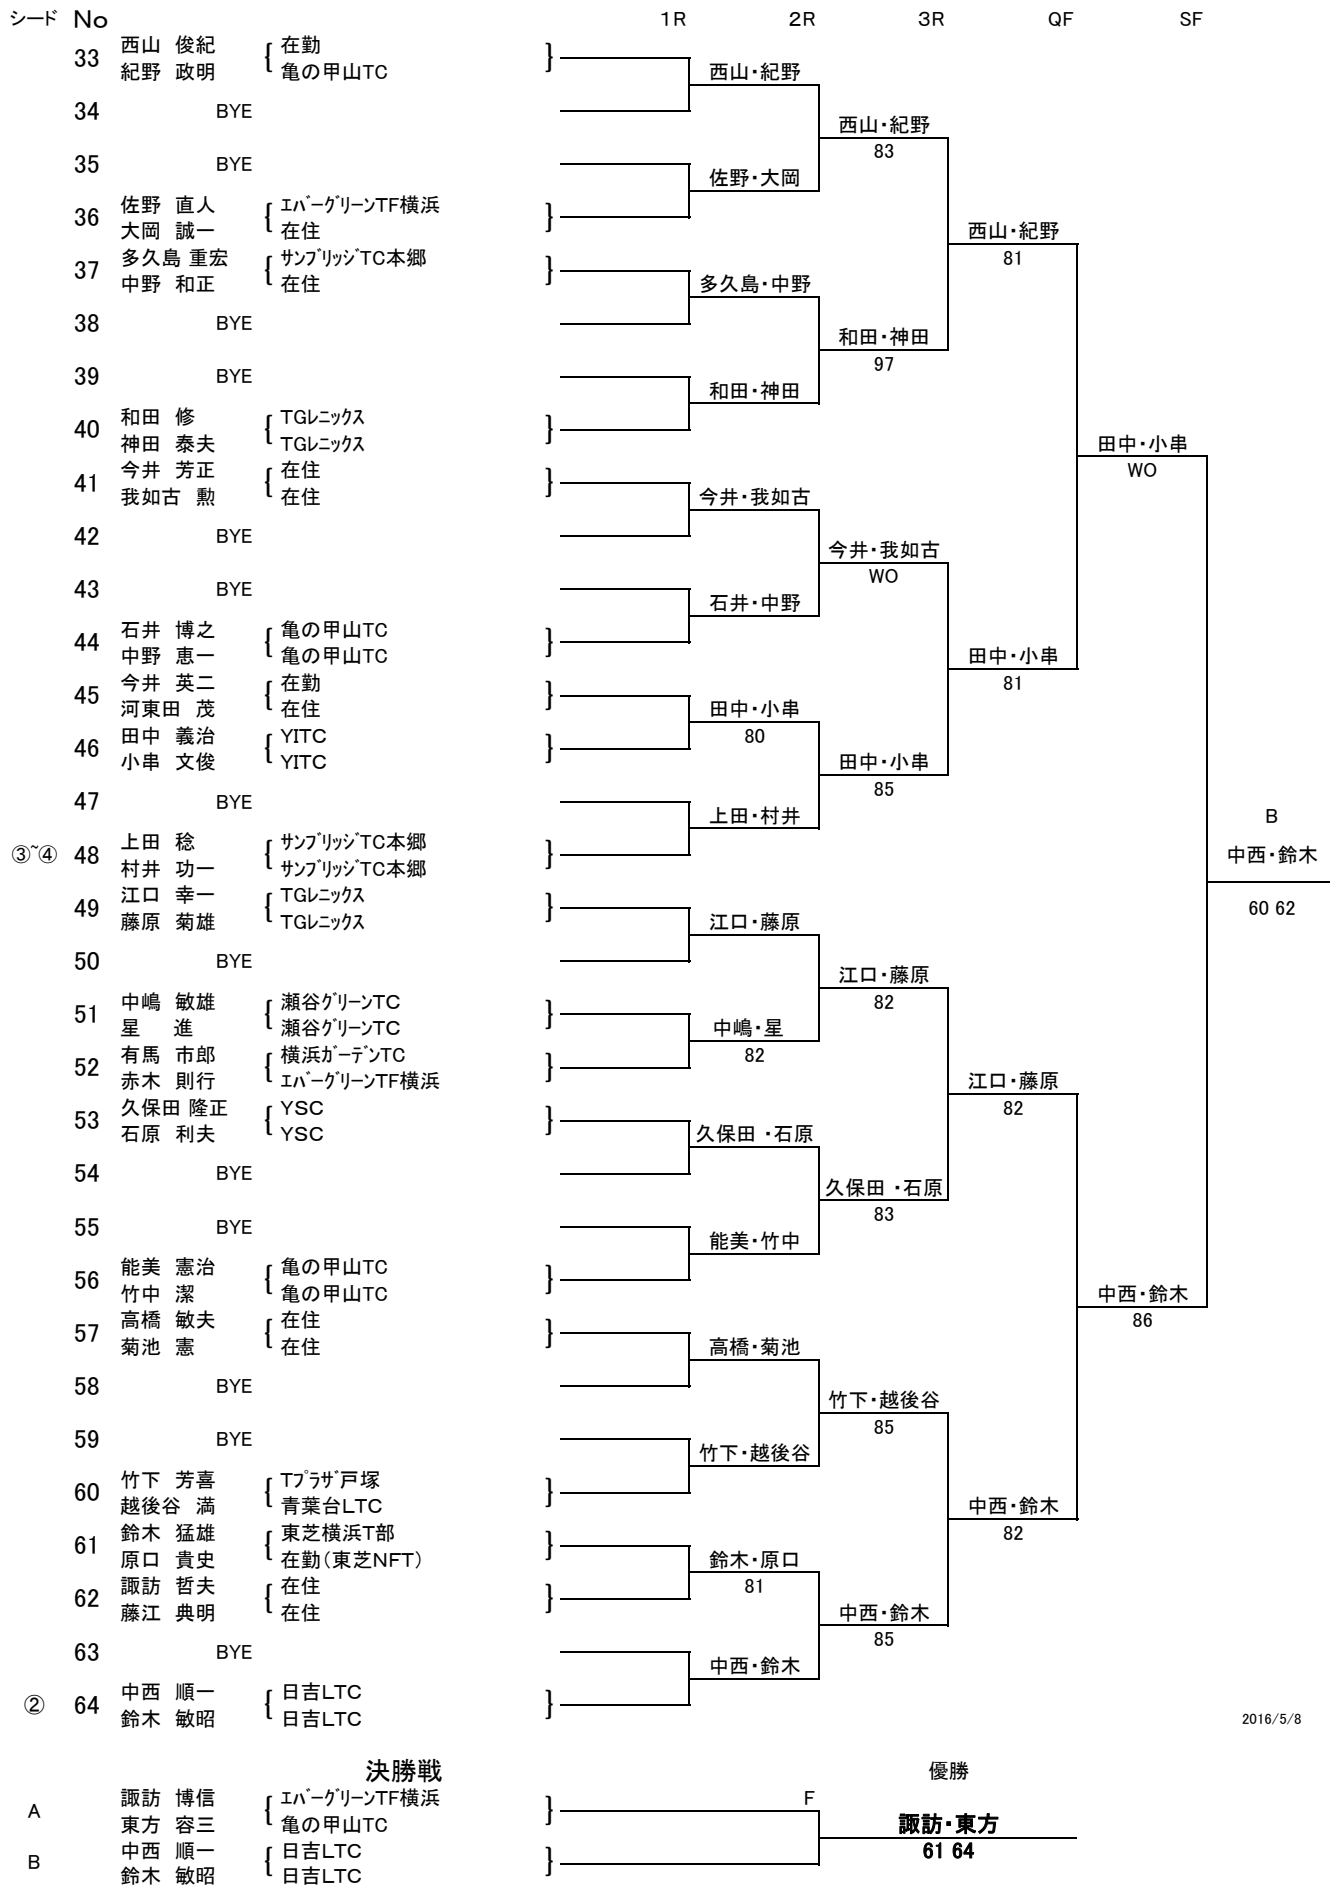 シード No 1R 2R 3R QF SF
西山 俊紀 { 在勤 }
33
紀野 政明 亀の甲山TC 西山・紀野
34 BYE
西山・紀野
83
35 BYE
佐野・大岡
佐野 直人 { エバーグリーンTF横浜 }
36
大岡 誠一 在住 西山・紀野
多久島 重宏 { サンブリッジTC本郷 } 81
37
中野 和正 在住 多久島・中野
38 BYE
和田・神田
97
39 BYE
和田・神田
和田 修 { TGレニックス }
40
神田 泰夫 TGレニックス 田中・小串
今井 芳正 { 在住 } WO
41
我如古 勲 在住 今井・我如古
42 BYE
今井・我如古
WO
43 BYE
石井・中野
石井 博之 { 亀の甲山TC }
44
中野 恵一 亀の甲山TC 田中・小串
今井 英二 { 在勤 } 81
45
河東田 茂 在住 田中・小串
田中 義治 { YITC } 80
46
小串 文俊 YITC 田中・小串
85
47 BYE
上田・村井 B
上田 稔 { サンブリッジTC本郷 }
③~④ 48 中西・鈴木
村井 功一 サンブリッジTC本郷
江口 幸一 { TGレニックス }
49 60 62
藤原 菊雄 TGレニックス 江口・藤原
50 BYE
江口・藤原
中嶋 敏雄 { 瀬谷グリーンTC } 82
51
星 進 瀬谷グリーンTC 中嶋・星
有馬 市郎 { 横浜ガーデンTC } 82
52
赤木 則行 エバーグリーンTF横浜 江口・藤原
久保田 隆正 { YSC } 82
53
石原 利夫 YSC 久保田 ・石原
54 BYE
久保田 ・石原
83
55 BYE
能美・竹中
能美 憲治 { 亀の甲山TC }
56
竹中 潔 亀の甲山TC 中西・鈴木
高橋 敏夫 { 在住 } 86
57
菊池 憲 在住 高橋・菊池
58 BYE
竹下・越後谷
85
59 BYE
竹下・越後谷
竹下 芳喜 { Tプラザ戸塚 }
60
越後谷 満 青葉台LTC 中西・鈴木
鈴木 猛雄 { 東芝横浜T部 } 82
61
原口 貴史 在勤(東芝NFT) 鈴木・原口
諏訪 哲夫 { 在住 } 81
62
藤江 典明 在住 中西・鈴木
85
63 BYE
中西・鈴木
中西 順一 { 日吉LTC }
② 64
鈴木 敏昭 日吉LTC 2016/5/8
決勝戦 優勝
諏訪 博信 { エバーグリーンTF横浜 } F
A
東方 容三 亀の甲山TC 諏訪・東方
中西 順一 { 日吉LTC } 61 64
B
鈴木 敏昭 日吉LTC